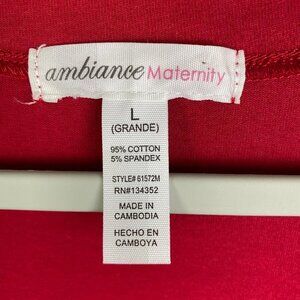 ambiance Maternity
L
(GRANDE)
95% COTTON
5% SPANDEX
STYLE# 61572M
RN#134352
MADE IN
CAMBODIA
HECHO EN
CAMBOYA